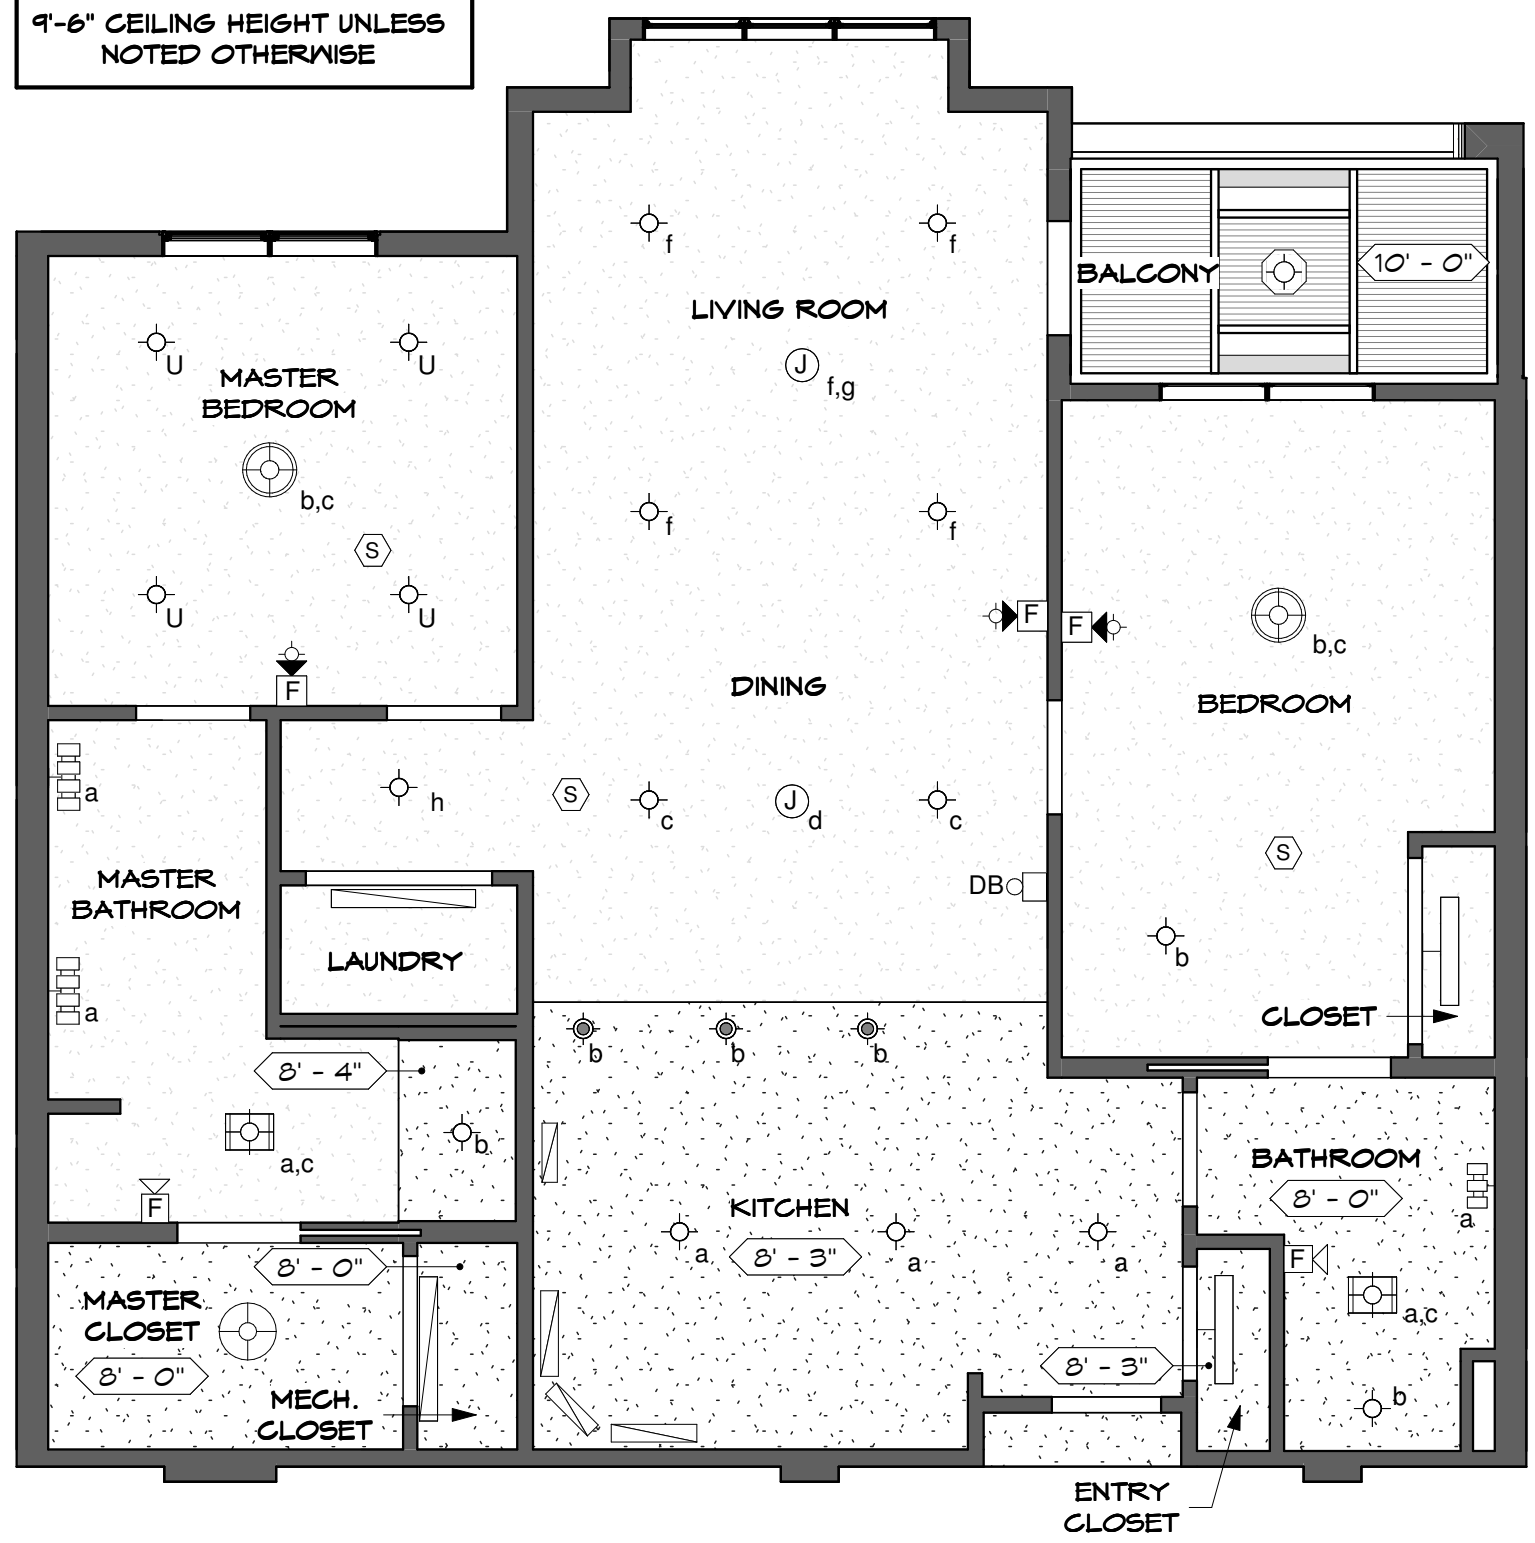 9'-6" CEILING HEIGHT UNLESS
NOTED OTHERWISE
f
f
BALCONY
10' - 0"
LIVING ROOM
J
f,g
U
U
MASTER
BEDROOM
b,c
S
U
U
F
f
f
F
F
b,c
DINING
BEDROOM
a
h
S
c
J
d
c
S
MASTER
BATHROOM
DB
b
LAUNDRY
a
CLOSET
b
b
b
8' - 4"
b
a,c
F
BATHROOM
8' - 0"
a
KITCHEN
8' - 3"
a
a
a
F
8' - 0"
MASTER
CLOSET
8' - 0"
a,c
8' - 3"
MECH.
CLOSET
b
ENTRY
CLOSET